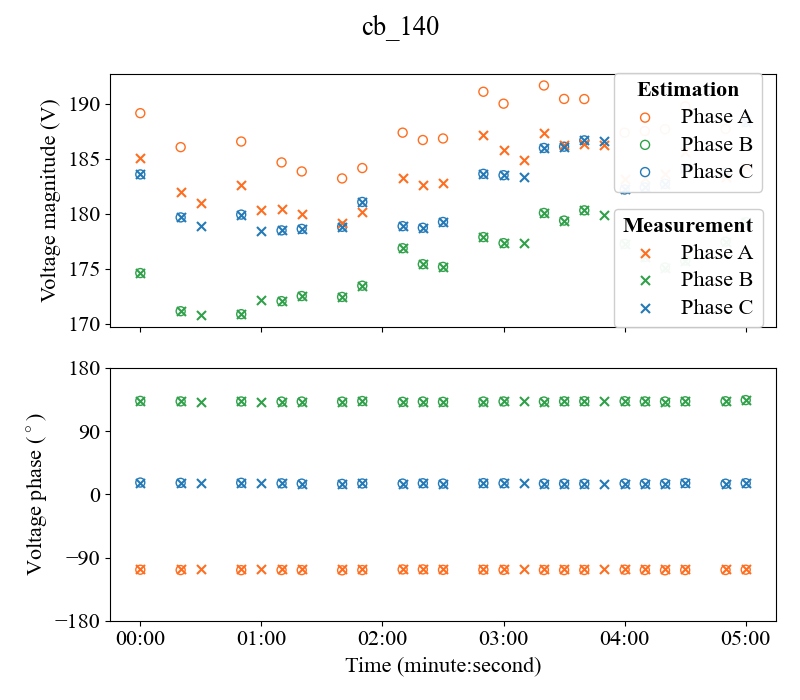 cb_140
Voltage magnitude (V)
190
185
180
175
170
Estimation
Phase A
Phase B
Phase C
Measurement
Phase A
Phase B
Phase C
Voltage phase (°)
180
90
0
−90
−180
00:00 01:00 02:00 03:00 04:00 05:00
Time (minute:second)